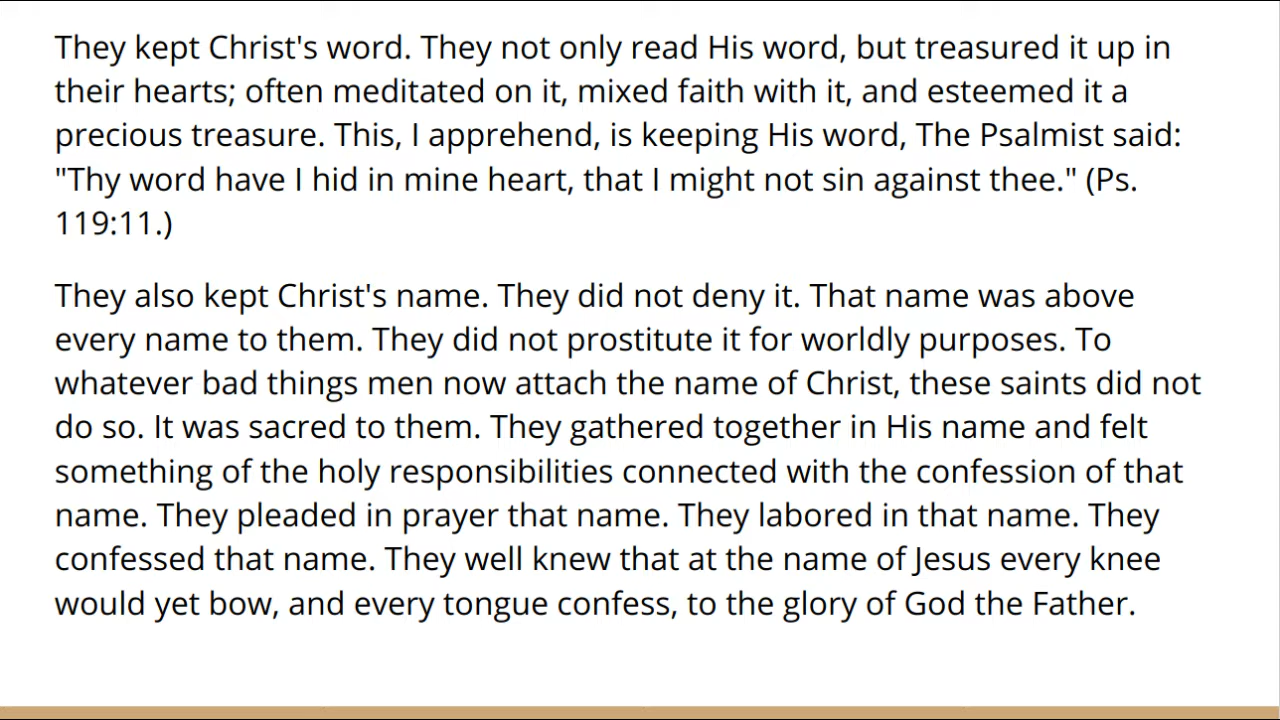 They kept Christ's word. They not only read His word, but treasured it up in
their hearts; often meditated on it, mixed faith with it, and esteemed it a
precious treasure. This, I apprehend, is keeping His word, The Psalmist said:
"Thy word have I hid in mine heart, that I might not sin against thee." (Ps.
119:11.)
They also kept Christ's name. They did not deny it. That name was above
every name to them. They did not prostitute it for worldly purposes. To
whatever bad things men now attach the name of Christ, these saints did not
do so. It was sacred to them. They gathered together in His name and felt
something of the holy responsibilities connected with the confession of that
name. They pleaded in prayer that name. They labored in that name. They
confessed that name. They well knew that at the name of Jesus every knee
would yet bow, and every tongue confess, to the glory of God the Father.